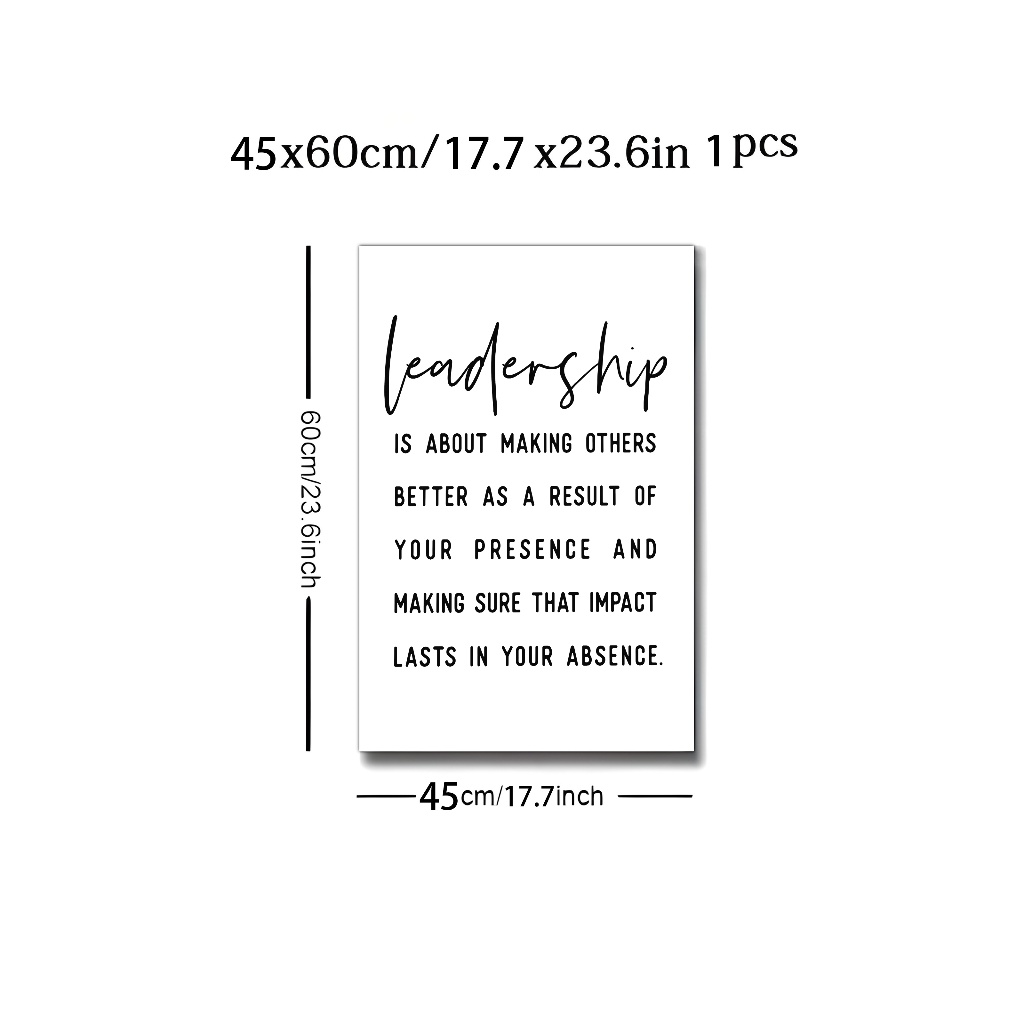 45x60cm/17.7 x23.6in 1pcs
leadership
IS ABOUT MAKING OTHERS
BETTER AS A RESULT OF
YOUR PRESENCE AND
MAKING SURE THAT IMPACT
LASTS IN YOUR ABSENCE.
60cm/23.6inch
45cm/17.7inch